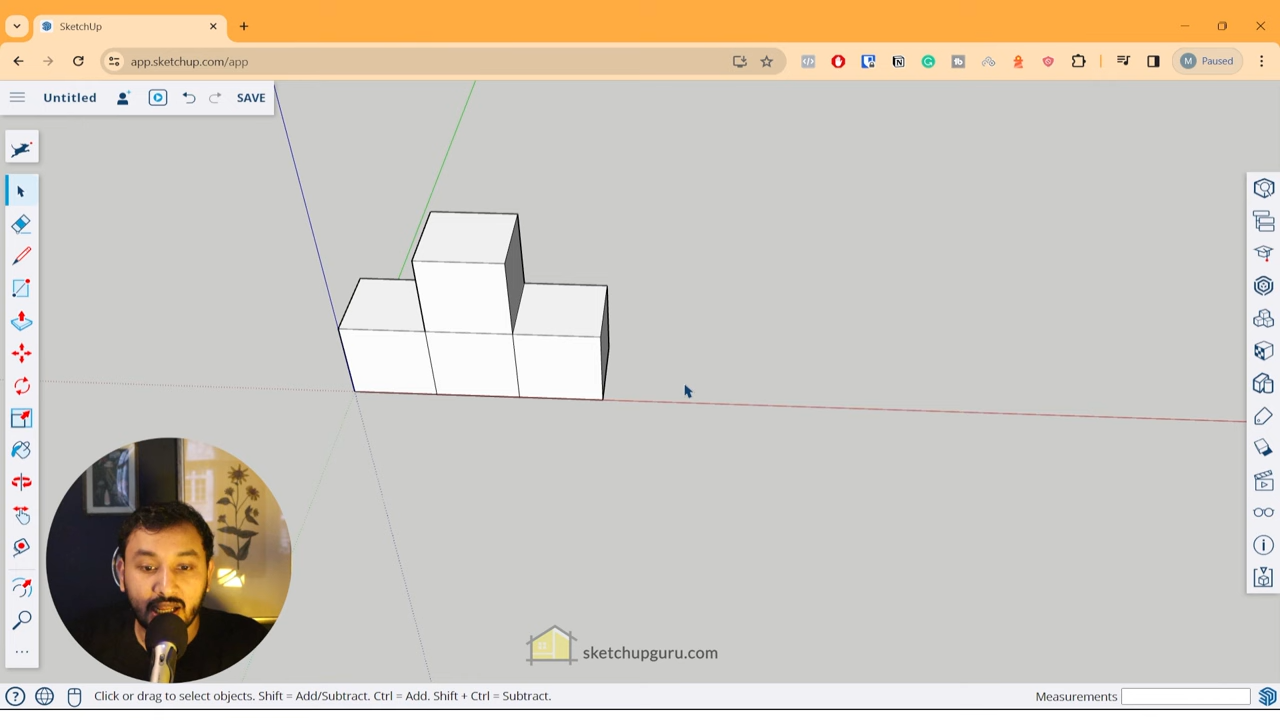 SketchUp
app.sketchup.com/app
M Paused
Untitled
SAVE
sketchupguru.com
Click or drag to select objects. Shift = Add/Subtract. Ctrl = Add. Shift + Ctrl = Subtract.
Measurements